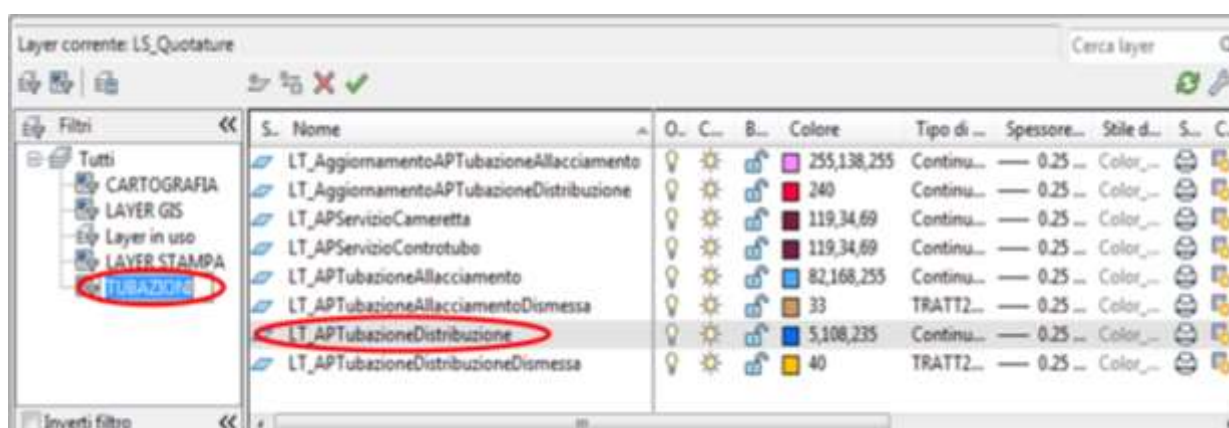 Layer corrente: LS_Quotature
Cerca layer
Filtri
Tutti
CARTOGRAFIA
LAYER GIS
Layer in uso
LAYER STAMPA
TUBAZIONI
Inverti filtro
S.. Nome O.. C... B... Colore Tipo di ... Spessore... Stile d... S... C.
LT_AggiornamentoAPTubazioneAllacciamento 255,138,255 Continu... 0.25 ... Color_...
LT_AggiornamentoAPTubazioneDistribuzione 240 Continu... 0.25 ... Color_...
LT_APServizioCameretta 119,34,69 Continu... 0.25 ... Color_...
LT_APServizioControtubo 119,34,69 Continu... 0.25 ... Color_...
LT_APTubazioneAllacciamento 82,168,255 Continu... 0.25 ... Color_...
LT_APTubazioneAllacciamentoDismessa 33 TRATT2... 0.25 ... Color_...
LT_APTubazioneDistribuzione 5,108,235 Continu... 0.25 ... Color_...
LT_APTubazioneDistribuzioneDismessa 40 TRATT2... 0.25 ... Color_...